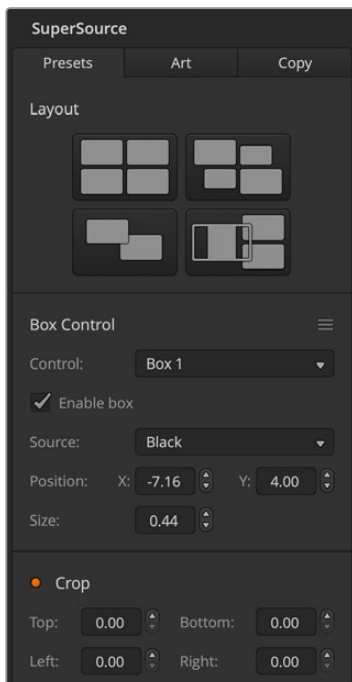 SuperSource
Presets Art Copy
Layout
Box Control
Control: Box 1
Enable box
Source: Black
Position: X: -7.16 Y: 4.00
Size: 0.44
Crop
Top: 0.00 Bottom: 0.00
Left: 0.00 Right: 0.00